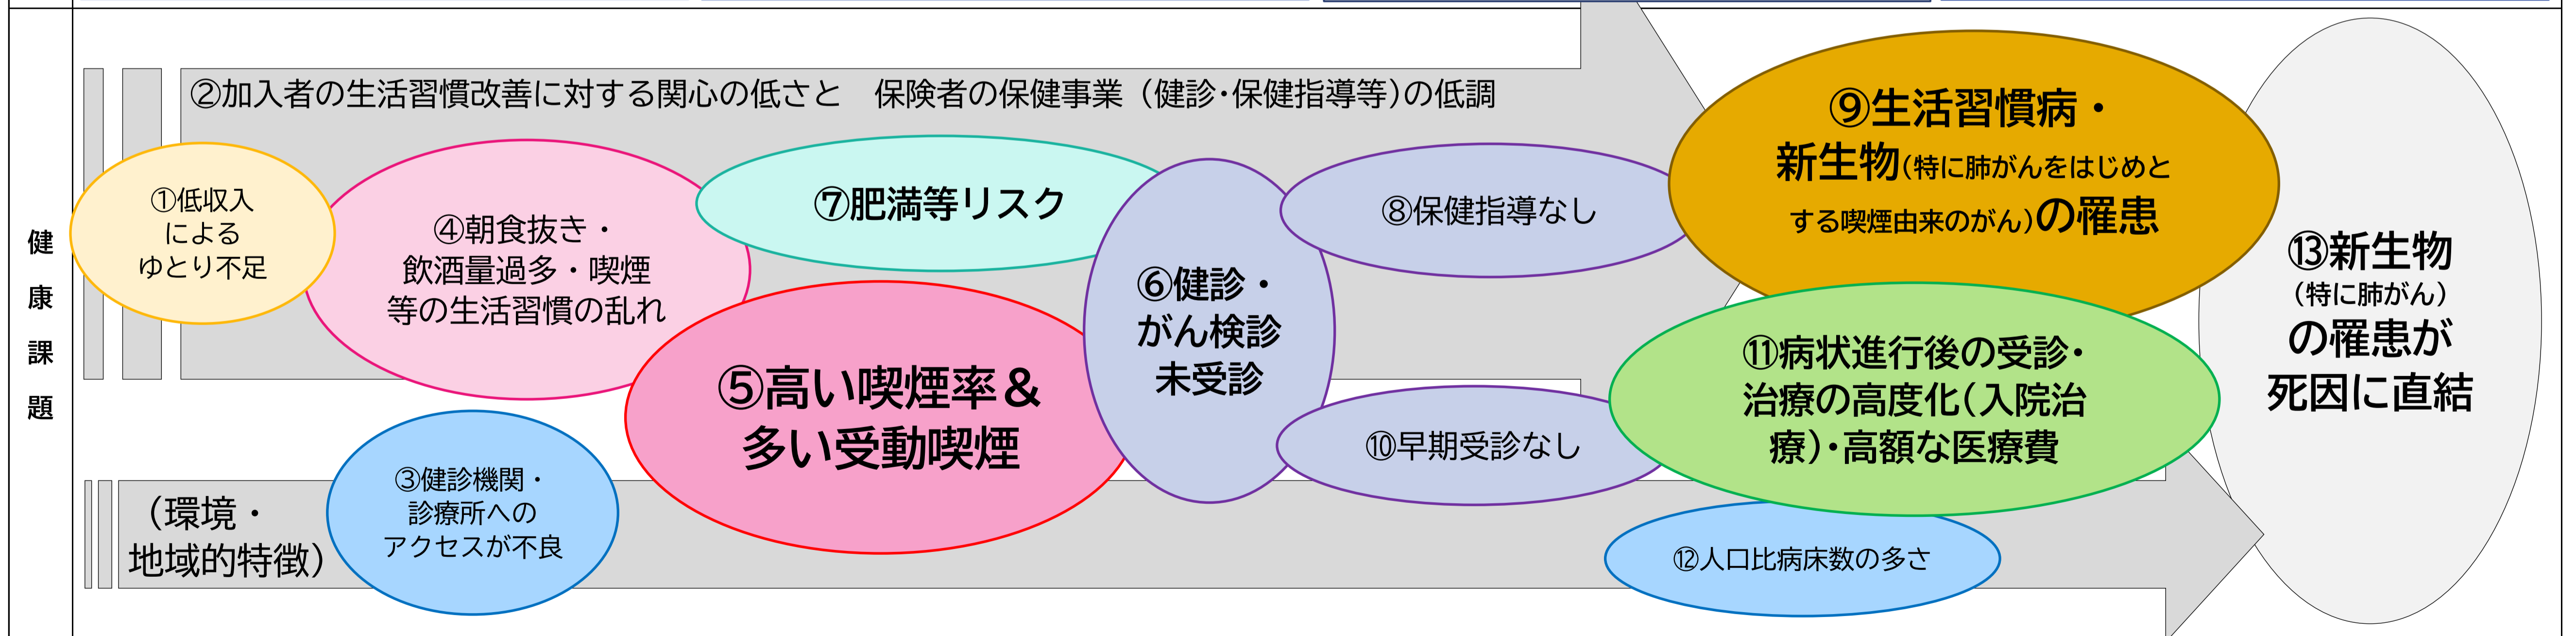 健
康
課
題
②加入者の生活習慣改善に対する関心の低さと　保険者の保健事業（健診･保健指導等）の低調
①低収入
による
ゆとり不足
（環境・
地域的特徴）
③健診機関・
診療所への
アクセスが不良
④朝食抜き・
飲酒量過多・喫煙
等の生活習慣の乱れ
⑤高い喫煙率＆
多い受動喫煙
⑦肥満等リスク
⑥健診・
がん検診
未受診
⑧保健指導なし
⑩早期受診なし
⑨生活習慣病・
新生物（特に肺がんをはじめと
する喫煙由来のがん）の罹患
⑪病状進行後の受診･
治療の高度化（入院治
療）･高額な医療費
⑫人口比病床数の多さ
⑬新生物
（特に肺がん）
の罹患が
死因に直結